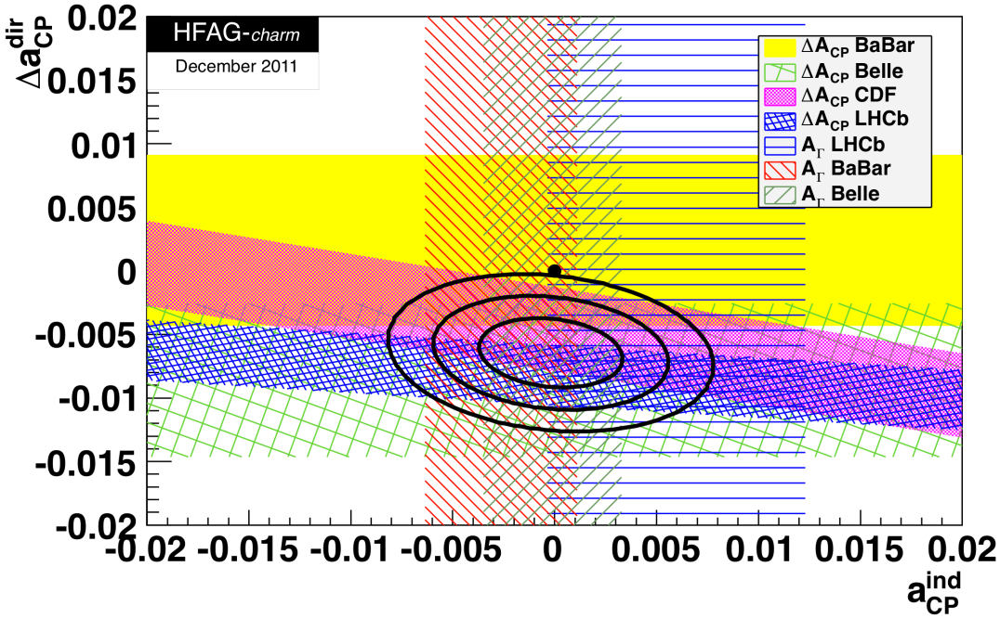 HFAG-charm
December 2011
Δa_CP^dir
0.02
0.015
0.01
0.005
0
-0.005
-0.01
-0.015
-0.02
ΔA_CP BaBar
ΔA_CP Belle
ΔA_CP CDF
ΔA_CP LHCb
A_Γ LHCb
A_Γ BaBar
A_Γ Belle
-0.02 -0.015 -0.01 -0.005 0 0.005 0.01 0.015 0.02
a_CP^ind